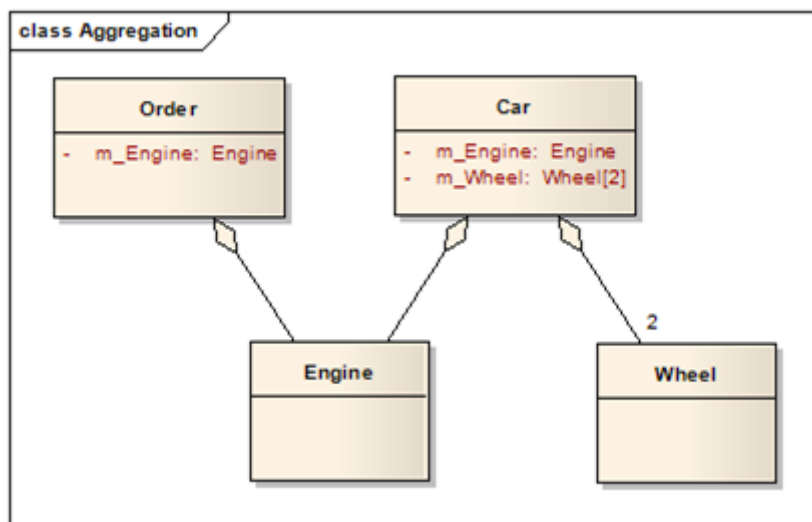 class Aggregation
Order
- m_Engine: Engine
Car
- m_Engine: Engine
- m_Wheel: Wheel[2]
2
Engine
Wheel